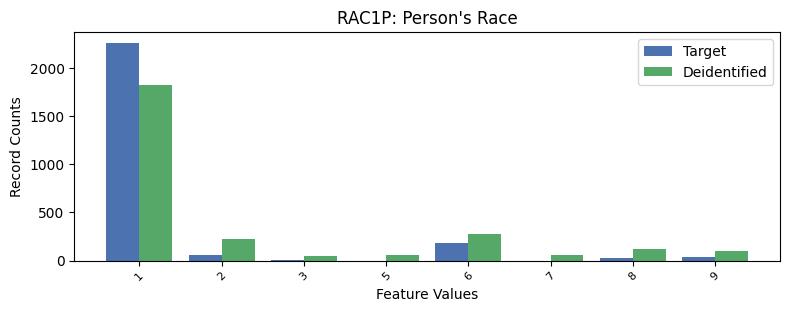 RAC1P: Person's Race
Target
Deidentified
Record Counts
2000
1500
1000
500
0
1 2 3 5 6 7 8 9
Feature Values